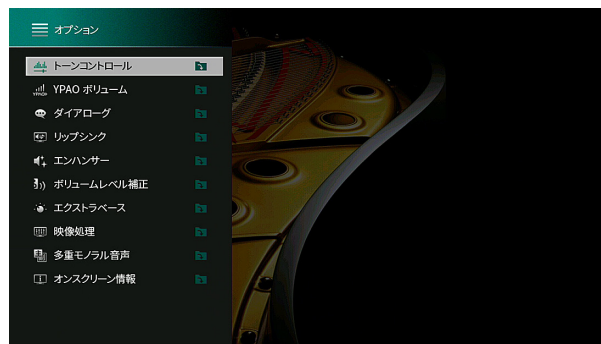 オプション
トーンコントロール
YPAO ボリューム
ダイアローグ
リップシンク
エンハンサー
ボリュームレベル補正
エクストラベース
映像処理
多重モノラル音声
オンスクリーン情報